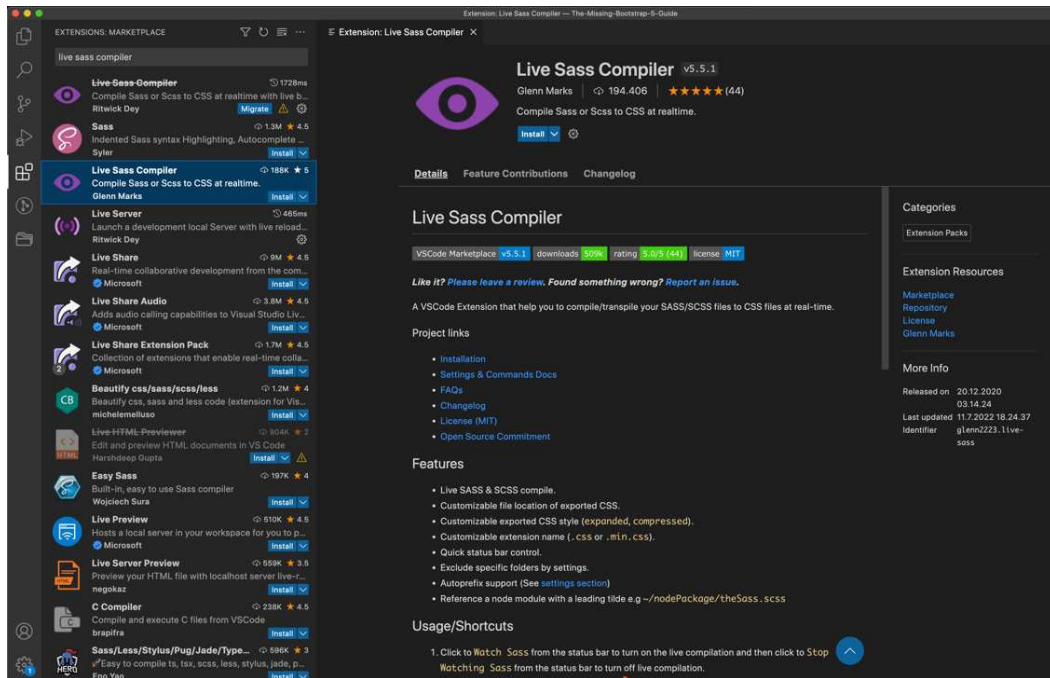 Extension: Live Sass Compiler — The-Missing-Bootstrap-5-Guide
EXTENSIONS: MARKETPLACE
live sass compiler
Live Sass Compiler 1728ms
Compile Sass or Scss to CSS at realtime with live b...
Ritwick Dey Migrate
Sass 1.3M ★ 4.5
Indented Sass syntax Highlighting, Autocomplete ...
Syler Install
Live Sass Compiler 188K ★ 5
Compile Sass or Scss to CSS at realtime.
Glenn Marks Install
Live Server 465ms
Launch a development local Server with live reload...
Ritwick Dey
Live Share 9M ★ 4.5
Real-time collaborative development from the com...
Microsoft Install
Live Share Audio 3.8M ★ 4.5
Adds audio calling capabilities to Visual Studio Liv...
Microsoft Install
Live Share Extension Pack 1.7M ★ 4.5
Collection of extensions that enable real-time colla...
2 Microsoft Install
Beautify css/sass/scss/less 1.2M ★ 4
CB Beautify css, sass and less code (extension for Vis...
michelemelluso Install
Live HTML Previewer 804K ★ 2
HTML Edit and preview HTML documents in VS Code
Harshdeep Gupta Install
Easy Sass 197K ★ 4
Built-in, easy to use Sass compiler
Wojciech Sura Install
Live Preview 510K ★ 4.5
Hosts a local server in your workspace for you to p...
Microsoft Install
Live Server Preview 559K ★ 3.5
Preview your HTML file with localhost server live-r...
negokaz Install
C Compiler 238K ★ 4.5
Compile and execute C files from VSCode
brapifra Install
Sass/Less/Stylus/Pug/Jade/Type... 596K ★ 3
HERO Easy to compile ts, tsx, scss, less, stylus, jade, p...
Eno Yao Install
1
Extension: Live Sass Compiler ×
Live Sass Compiler v5.5.1
Glenn Marks | 194.406 | ★★★★★(44)
Compile Sass or Scss to CSS at realtime.
Install
Details Feature Contributions Changelog
Live Sass Compiler
VSCode Marketplace v5.5.1 downloads 509k rating 5.0/5 (44) license MIT
Like it? Please leave a review. Found something wrong? Report an issue.
A VSCode Extension that help you to compile/transpile your SASS/SCSS files to CSS files at real-time.
Project links
• Installation
• Settings & Commands Docs
• FAQs
• Changelog
• License (MIT)
• Open Source Commitment
Features
• Live SASS & SCSS compile.
• Customizable file location of exported CSS.
• Customizable exported CSS style (expanded, compressed).
• Customizable extension name (.css or .min.css).
• Quick status bar control.
• Exclude specific folders by settings.
• Autoprefix support (See settings section)
• Reference a node module with a leading tilde e.g ~/nodePackage/theSass.scss
Usage/Shortcuts
1. Click to Watch Sass from the status bar to turn on the live compilation and then click to Stop
Watching Sass from the status bar to turn off live compilation.
Categories
Extension Packs
Extension Resources
Marketplace
Repository
License
Glenn Marks
More Info
Released on 20.12.2020
03.14.24
Last updated 11.7.2022 18.24.37
Identifier glenn2223.live-
sass